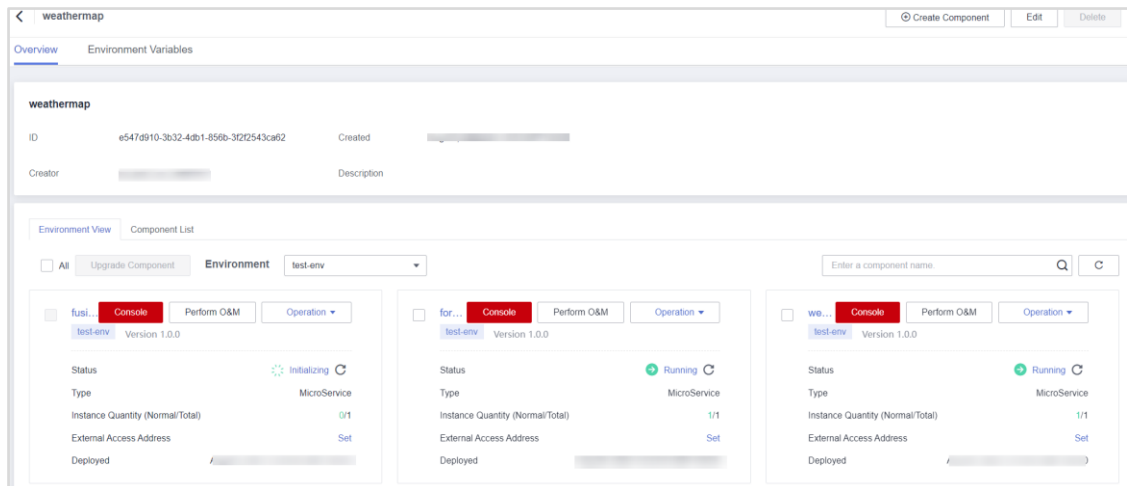 weathermap
Create Component Edit Delete
Overview Environment Variables
weathermap
ID e547d910-3b32-4db1-856b-3f2f2543ca62 Created
Creator Description
Environment View Component List
All Upgrade Component Environment test-env Enter a component name.
fusi... Console Perform O&M Operation
test-env Version 1.0.0
Status Initializing
Type MicroService
Instance Quantity (Normal/Total) 0/1
External Access Address Set
Deployed
for... Console Perform O&M Operation
test-env Version 1.0.0
Status Running
Type MicroService
Instance Quantity (Normal/Total) 1/1
External Access Address Set
Deployed
we... Console Perform O&M Operation
test-env Version 1.0.0
Status Running
Type MicroService
Instance Quantity (Normal/Total) 1/1
External Access Address Set
Deployed